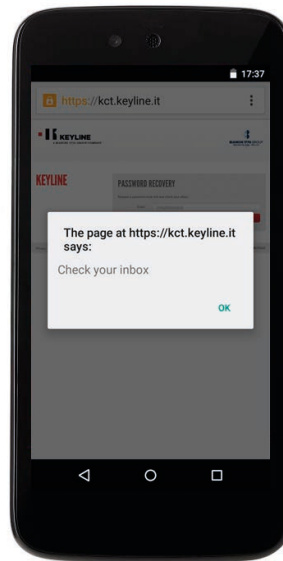 17:37
https://kct.keyline.it
KEYLINE
KEYLINE
PASSWORD RECOVERY
The page at https://kct.keyline.it
says:
Check your inbox
OK